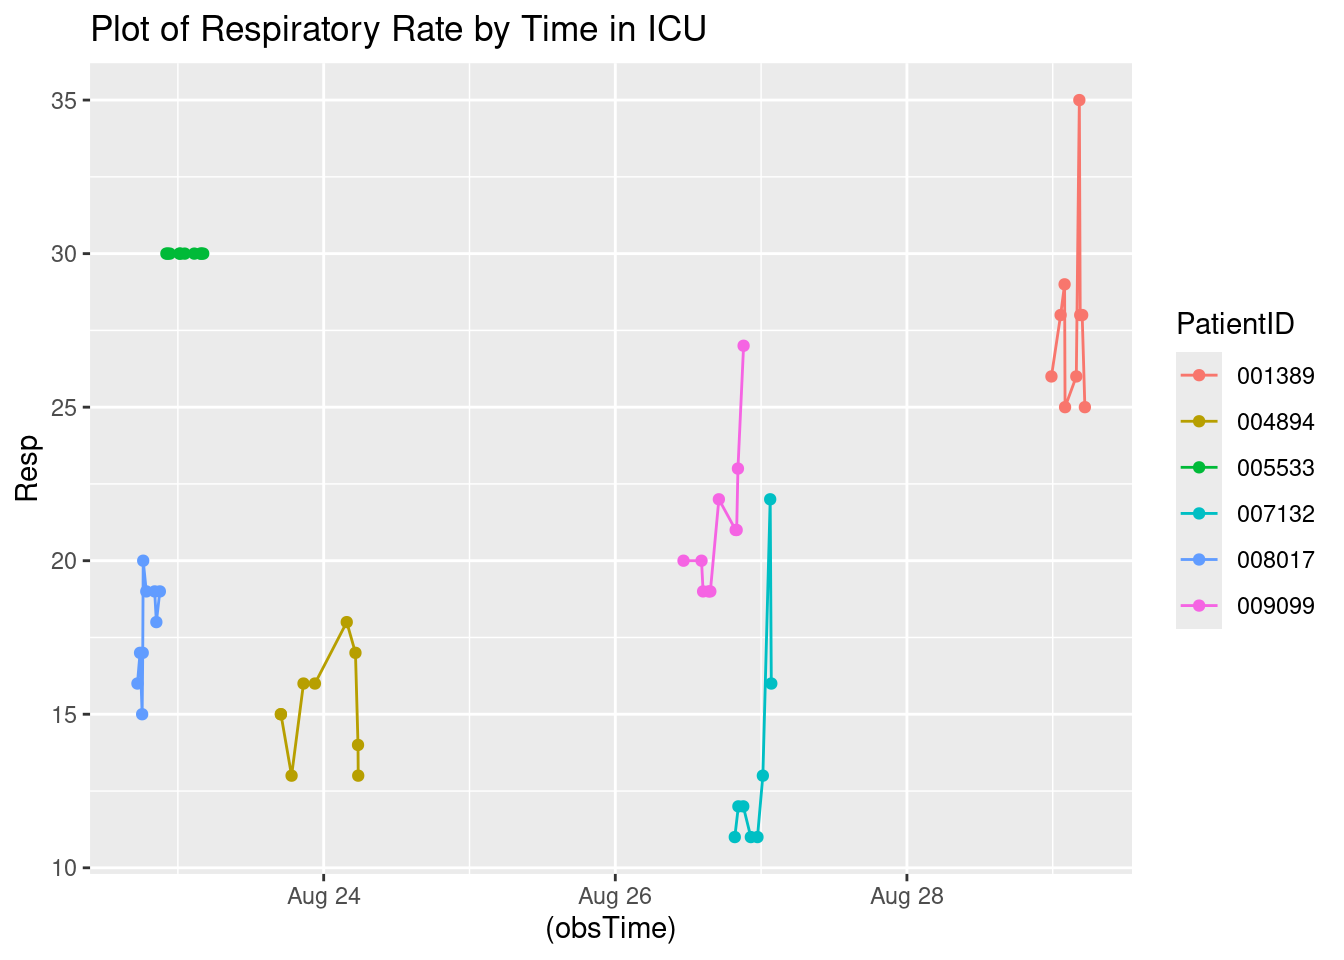 Plot of Respiratory Rate by Time in ICU
35
30
25
20
15
10
Resp
Aug 24
Aug 26
Aug 28
(obsTime)
PatientID
001389
004894
005533
007132
008017
009099